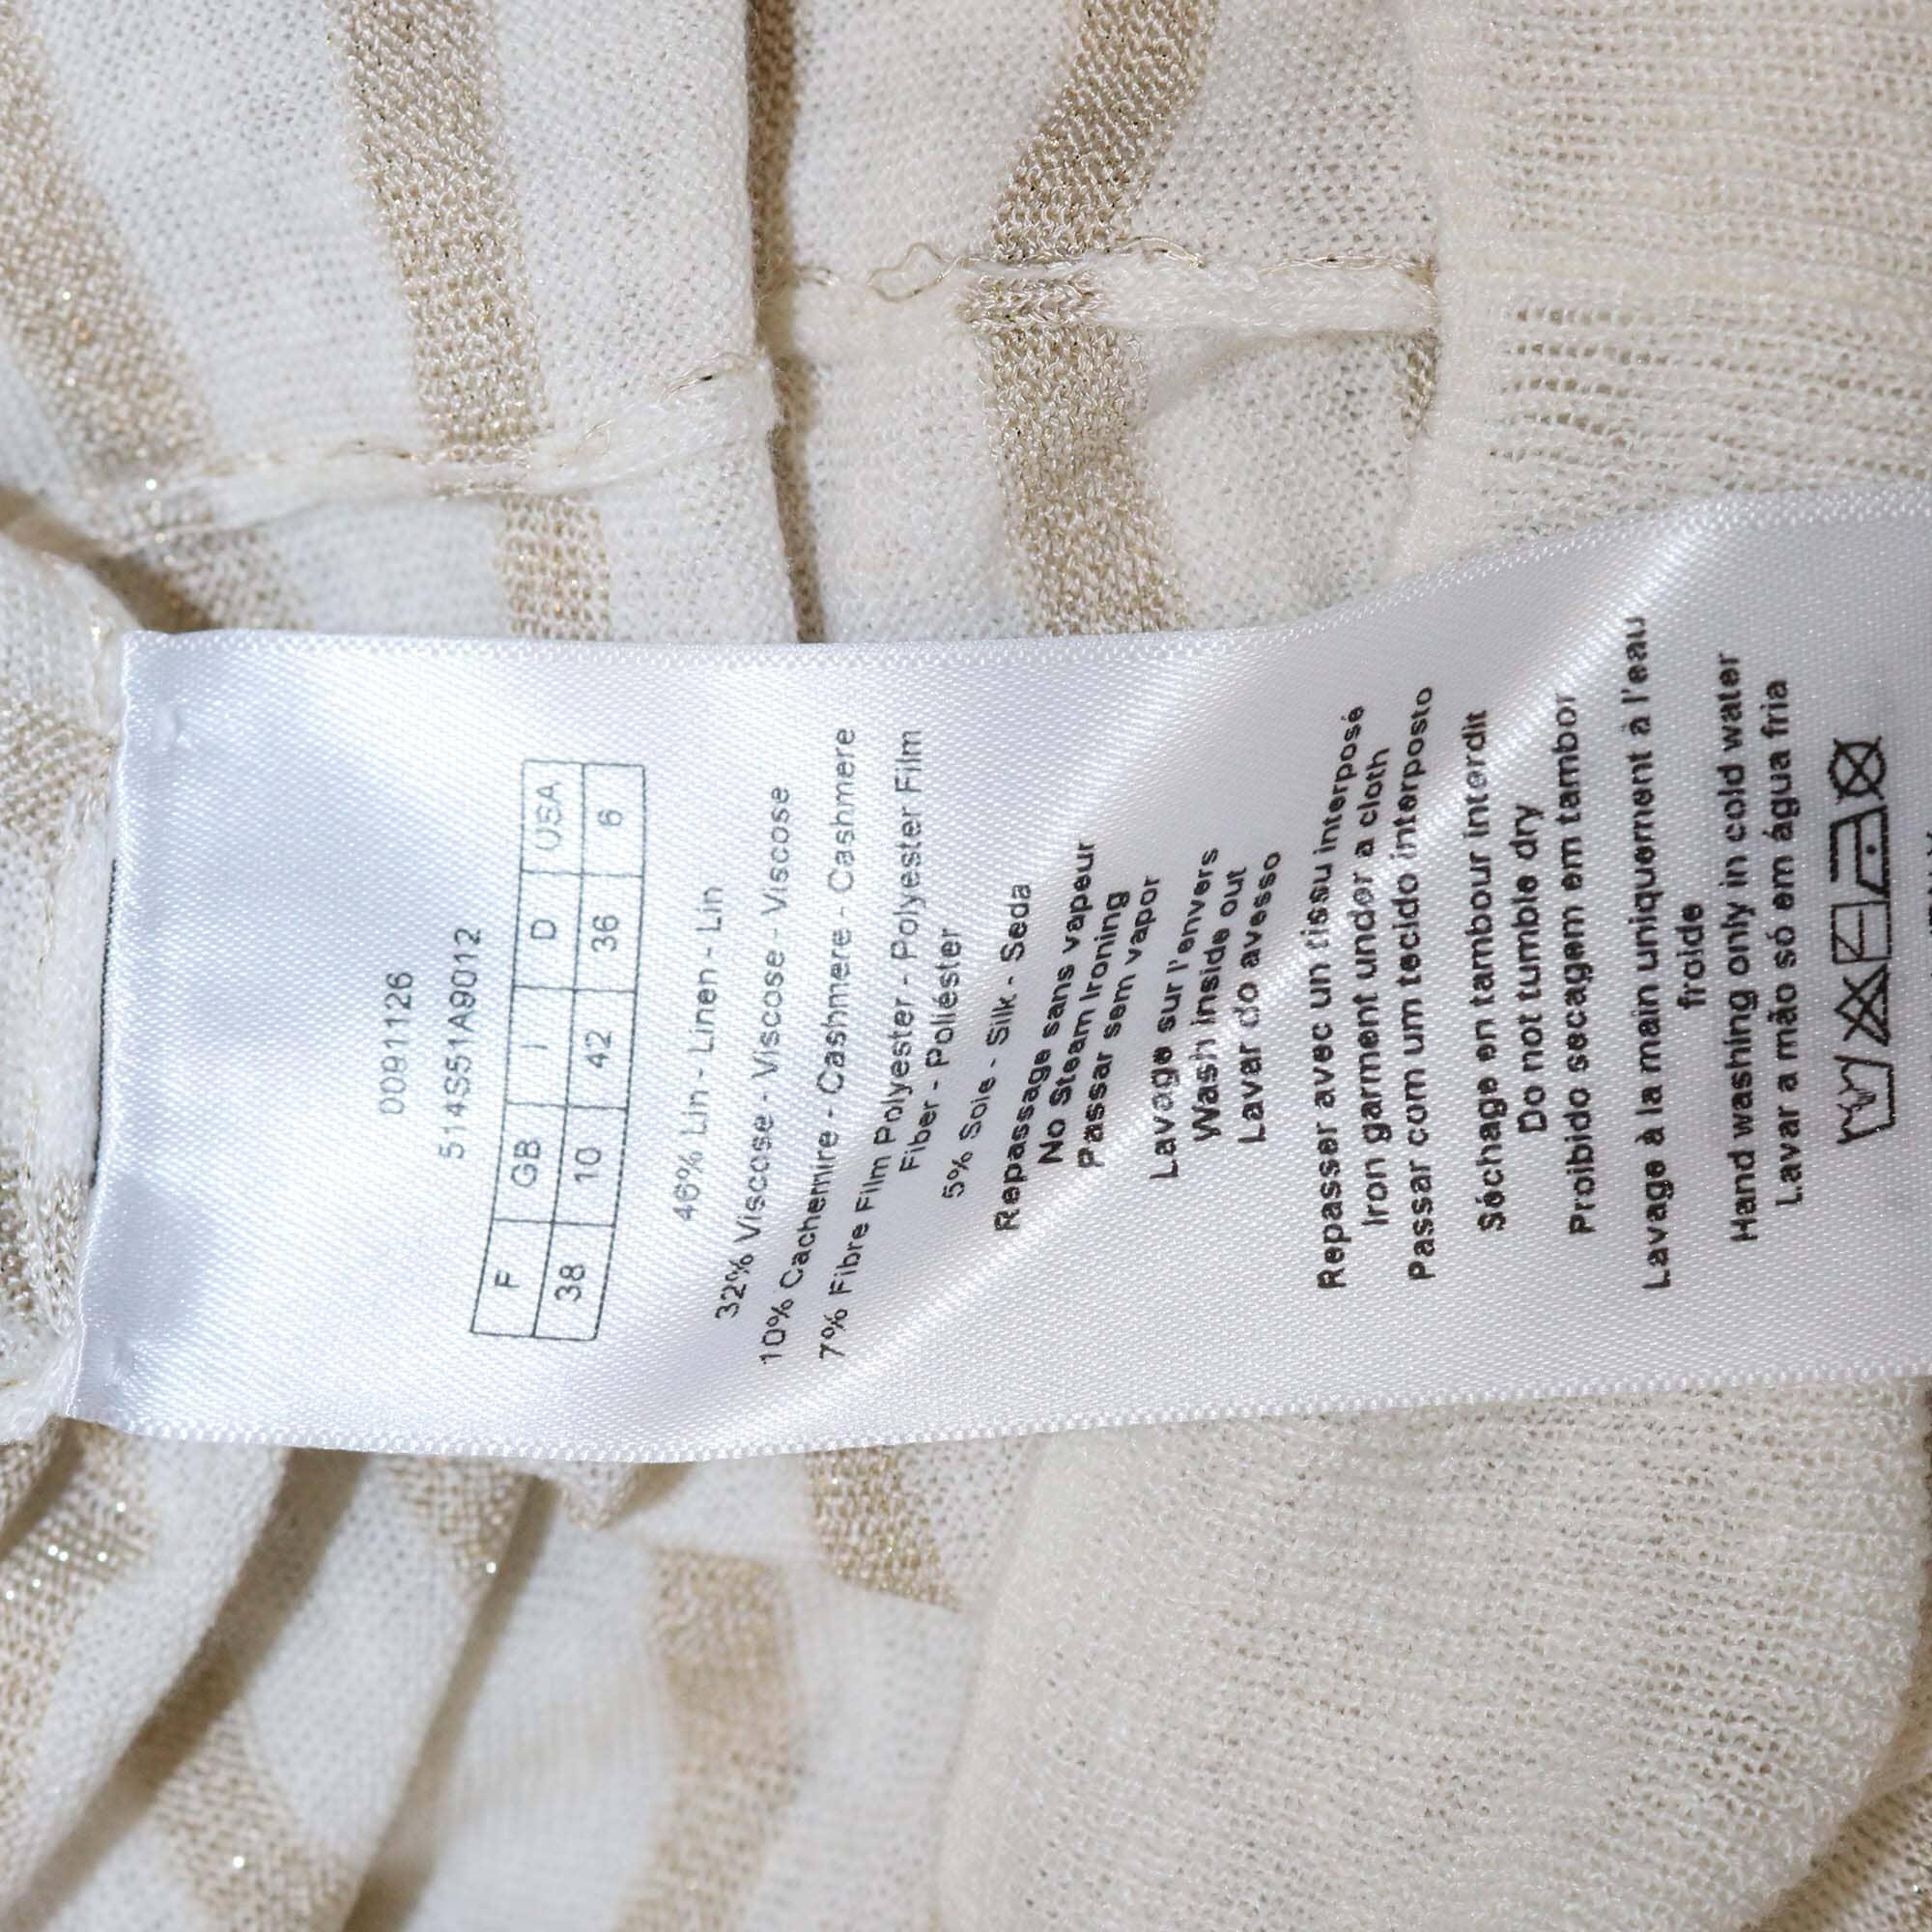 0091126
514S51A9012
F GB I D USA
38 10 42 36 6
46% Lin - Linen - Lin
32% Viscose - Viscose - Viscose
10% Cachemire - Cashmere - Cashmere
7% Fibre Film Polyester - Polyester Film
Fiber - Poliéster
5% Soie - Silk - Seda
Repassage sans vapeur
No Steam Ironing
Passar sem vapor
Lavage sur l'envers
Wash inside out
Lavar do avesso
Repasser avec un tissu interposé
Iron garment under a cloth
Passar com um tecido interposto
Séchage en tambour interdit
Do not tumble dry
Proibido secagem em tambor
Lavage à la main uniquement à l'eau
froide
Hand washing only in cold water
Lavar a mão só em água fria